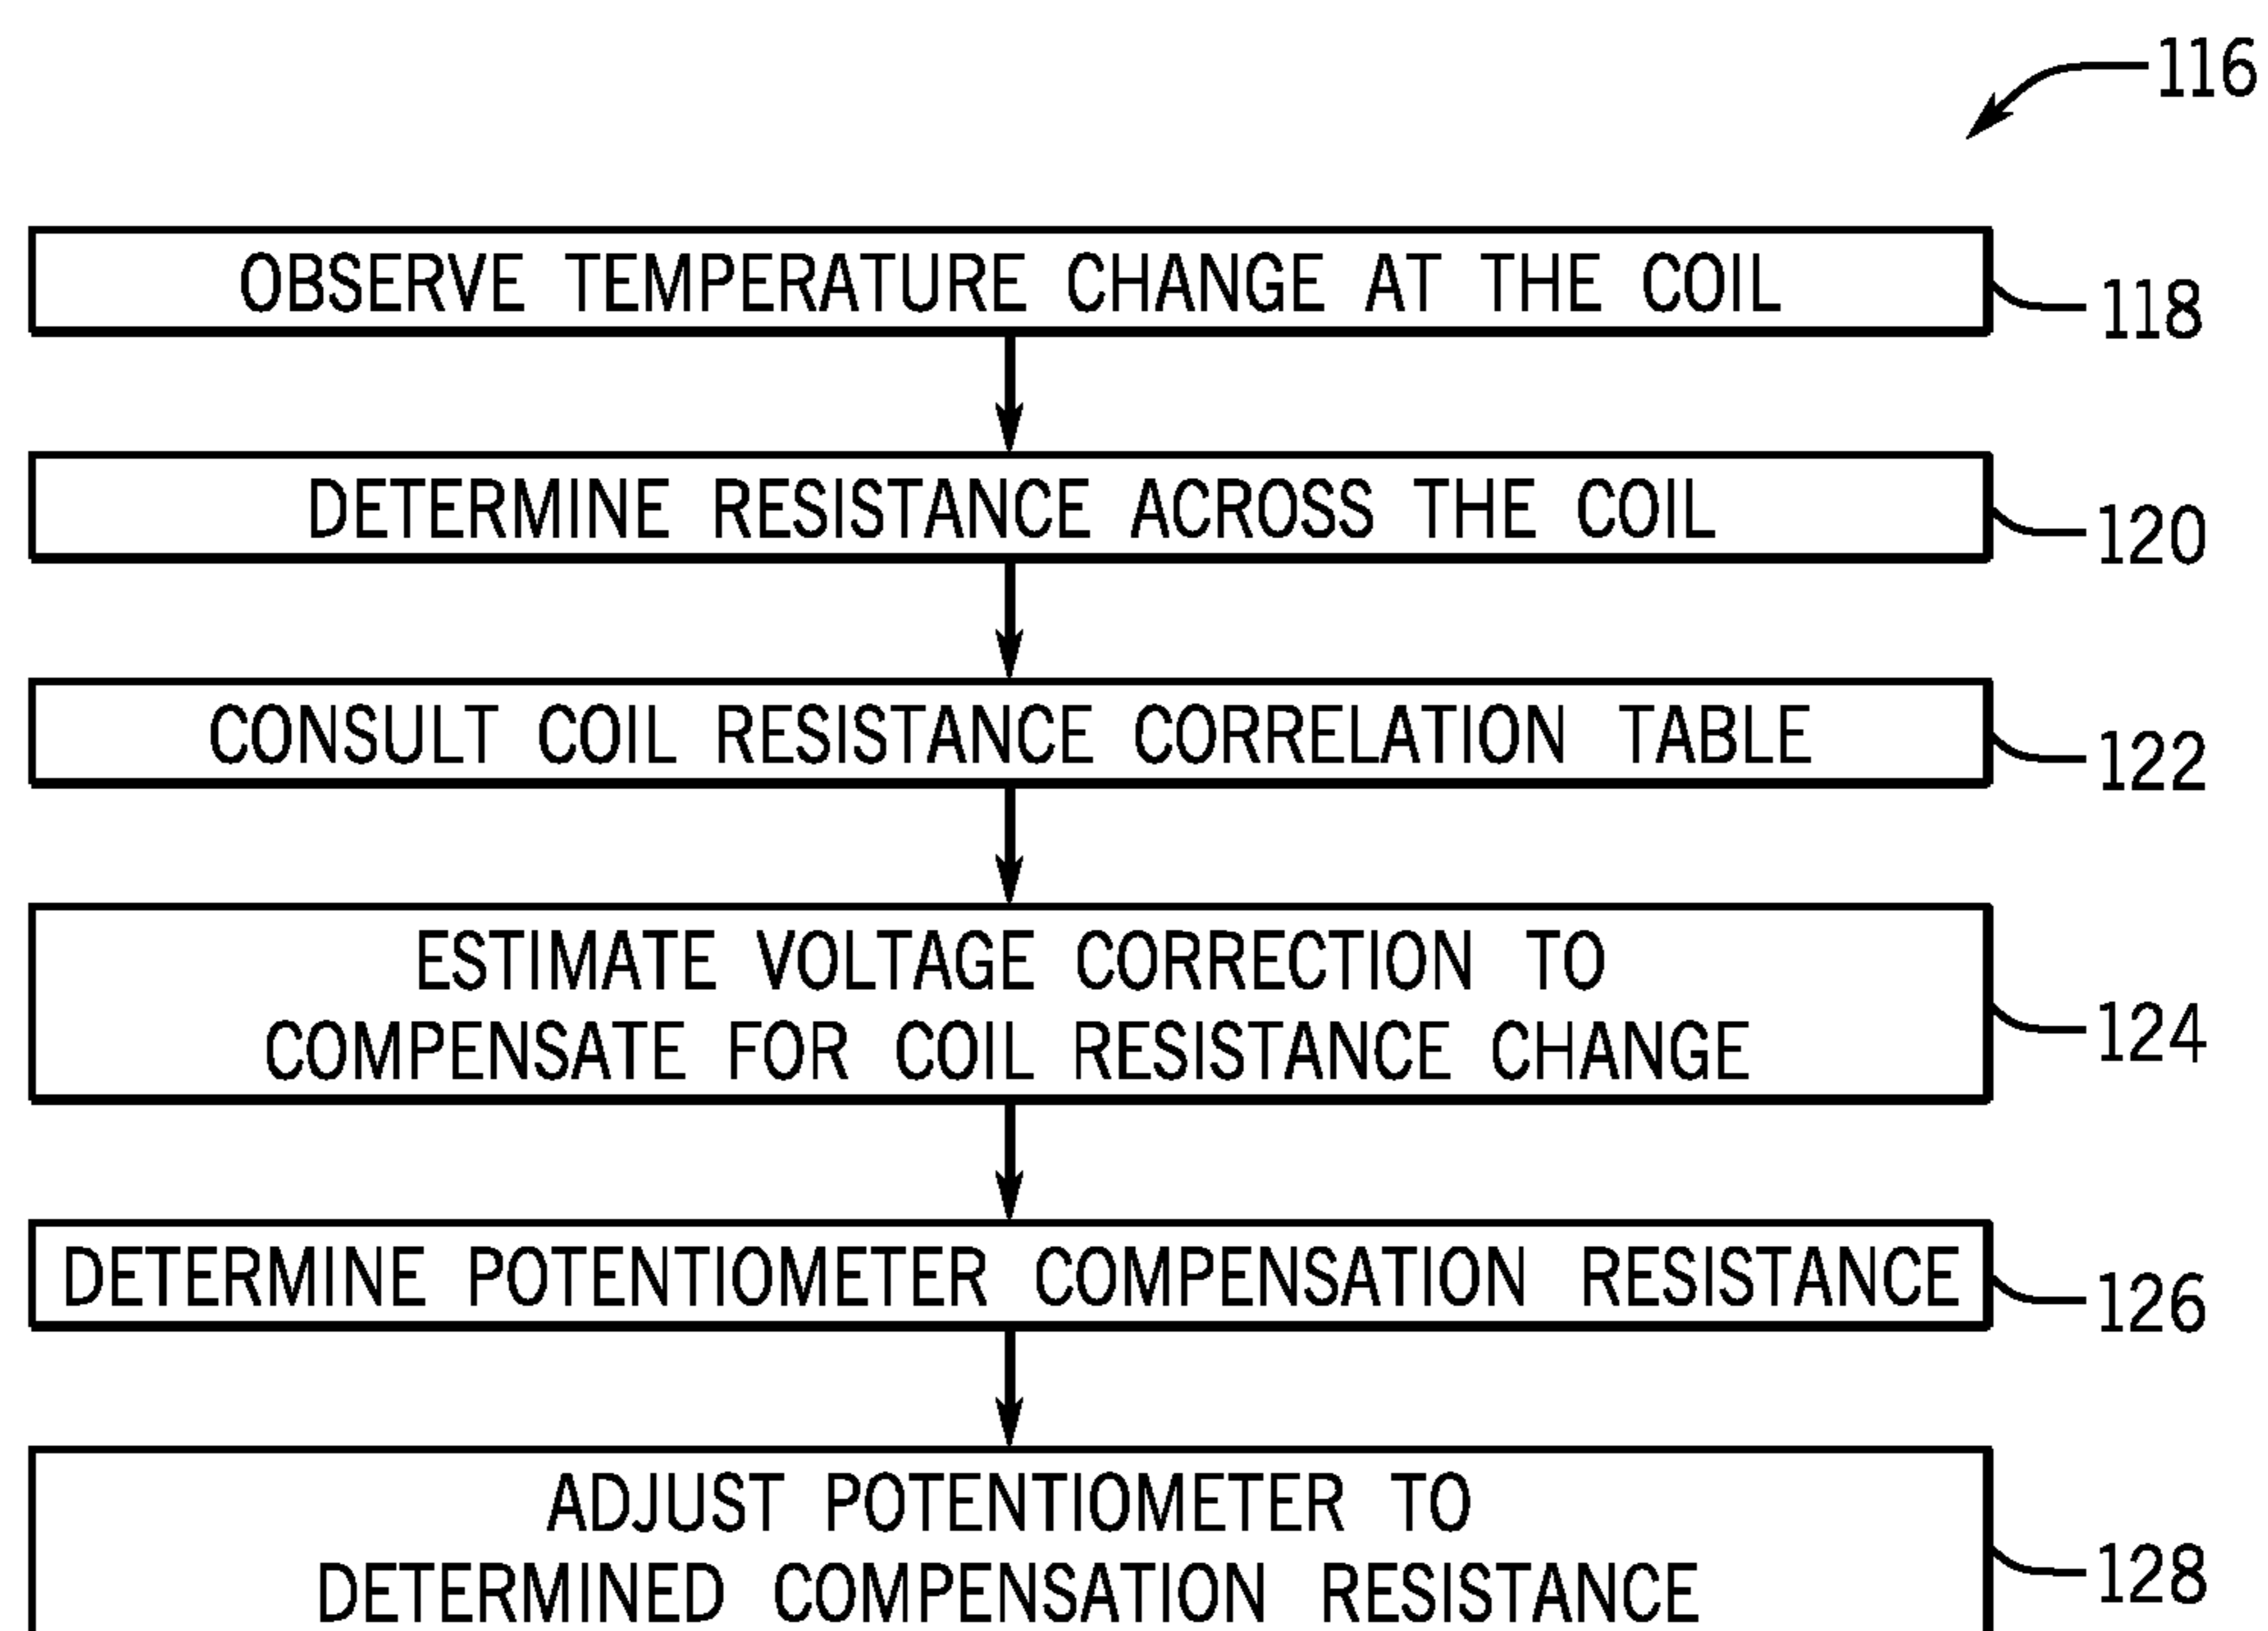 116
OBSERVE TEMPERATURE CHANGE AT THE COIL
118
DETERMINE RESISTANCE ACROSS THE COIL
120
CONSULT COIL RESISTANCE CORRELATION TABLE
122
ESTIMATE VOLTAGE CORRECTION TO
COMPENSATE FOR COIL RESISTANCE CHANGE
124
DETERMINE POTENTIOMETER COMPENSATION RESISTANCE
126
ADJUST POTENTIOMETER TO
DETERMINED COMPENSATION RESISTANCE
128